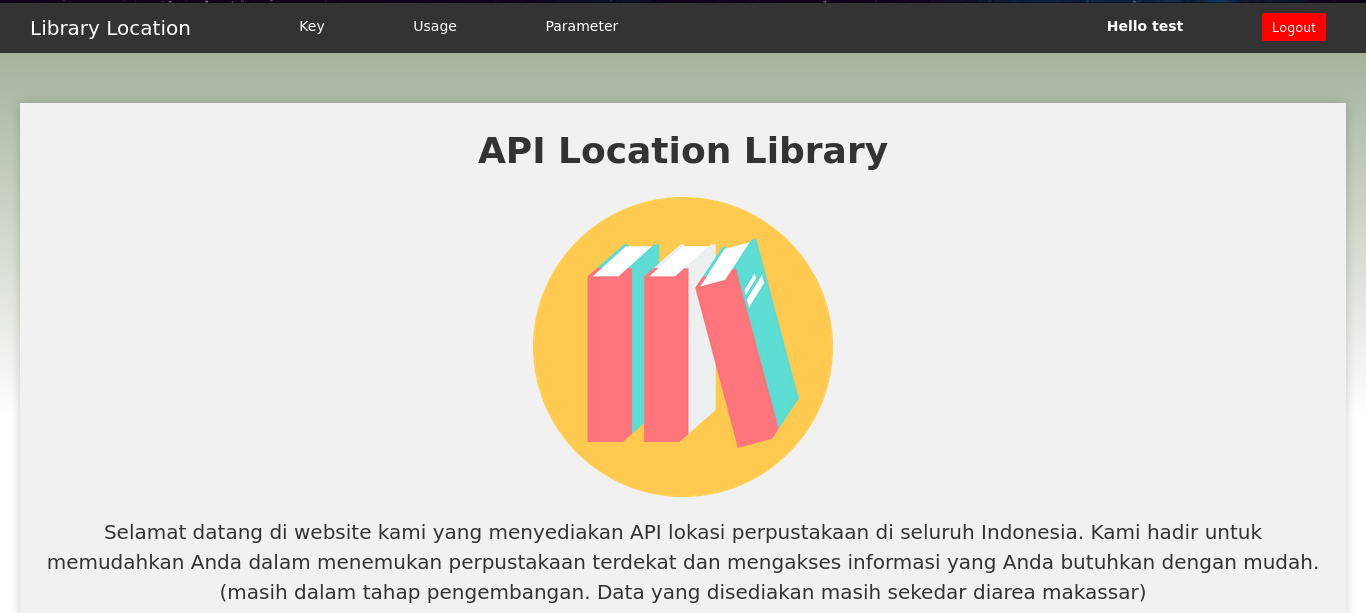 Library Location
Key
Usage
Parameter
Hello test
Logout
API Location Library
Selamat datang di website kami yang menyediakan API lokasi perpustakaan di seluruh Indonesia. Kami hadir untuk
memudahkan Anda dalam menemukan perpustakaan terdekat dan mengakses informasi yang Anda butuhkan dengan mudah.
(masih dalam tahap pengembangan. Data yang disediakan masih sekedar diarea makassar)